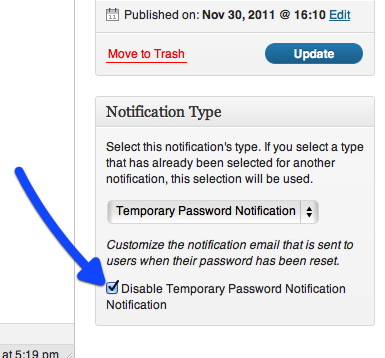 Published on: Nov 30, 2011 @ 16:10 Edit
Move to Trash
Update
Notification Type
Select this notification's type. If you select a type
that has already been selected for another
notification, this selection will be used.
Temporary Password Notification
Customize the notification email that is sent to
users when their password has been reset.
Disable Temporary Password Notification
Notification
at 5:19 pm